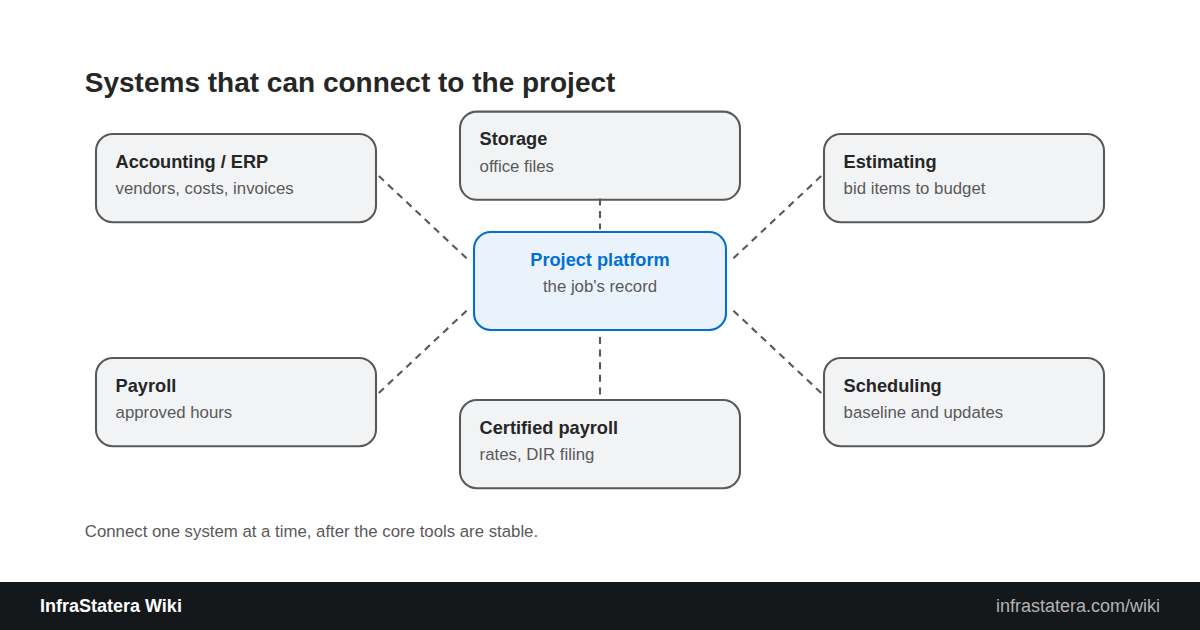 Systems that can connect to the project
Storage
office files
Accounting / ERP
vendors, costs, invoices
Estimating
bid items to budget
Project platform
the job's record
Payroll
approved hours
Certified payroll
rates, DIR filing
Scheduling
baseline and updates
Connect one system at a time, after the core tools are stable.
InfraStatera Wiki
infrastatera.com/wiki